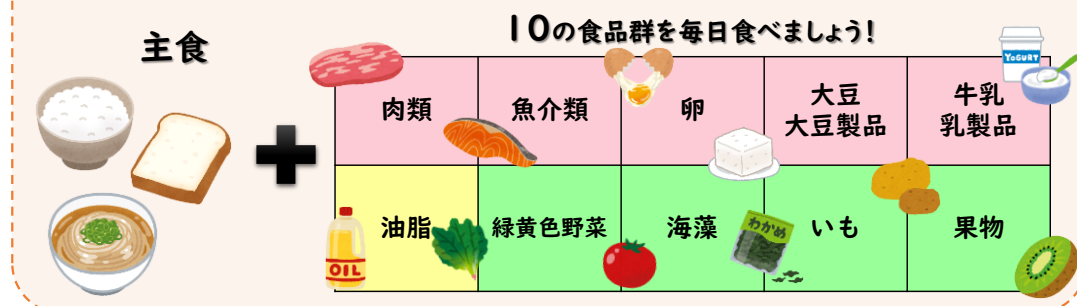 10の食品群を毎日食べましょう!
主食
肉類
魚介類
卵
大豆
大豆製品
牛乳
乳製品
油脂
緑黄色野菜
海藻
いも
果物
YOGURT
OIL
わかめ